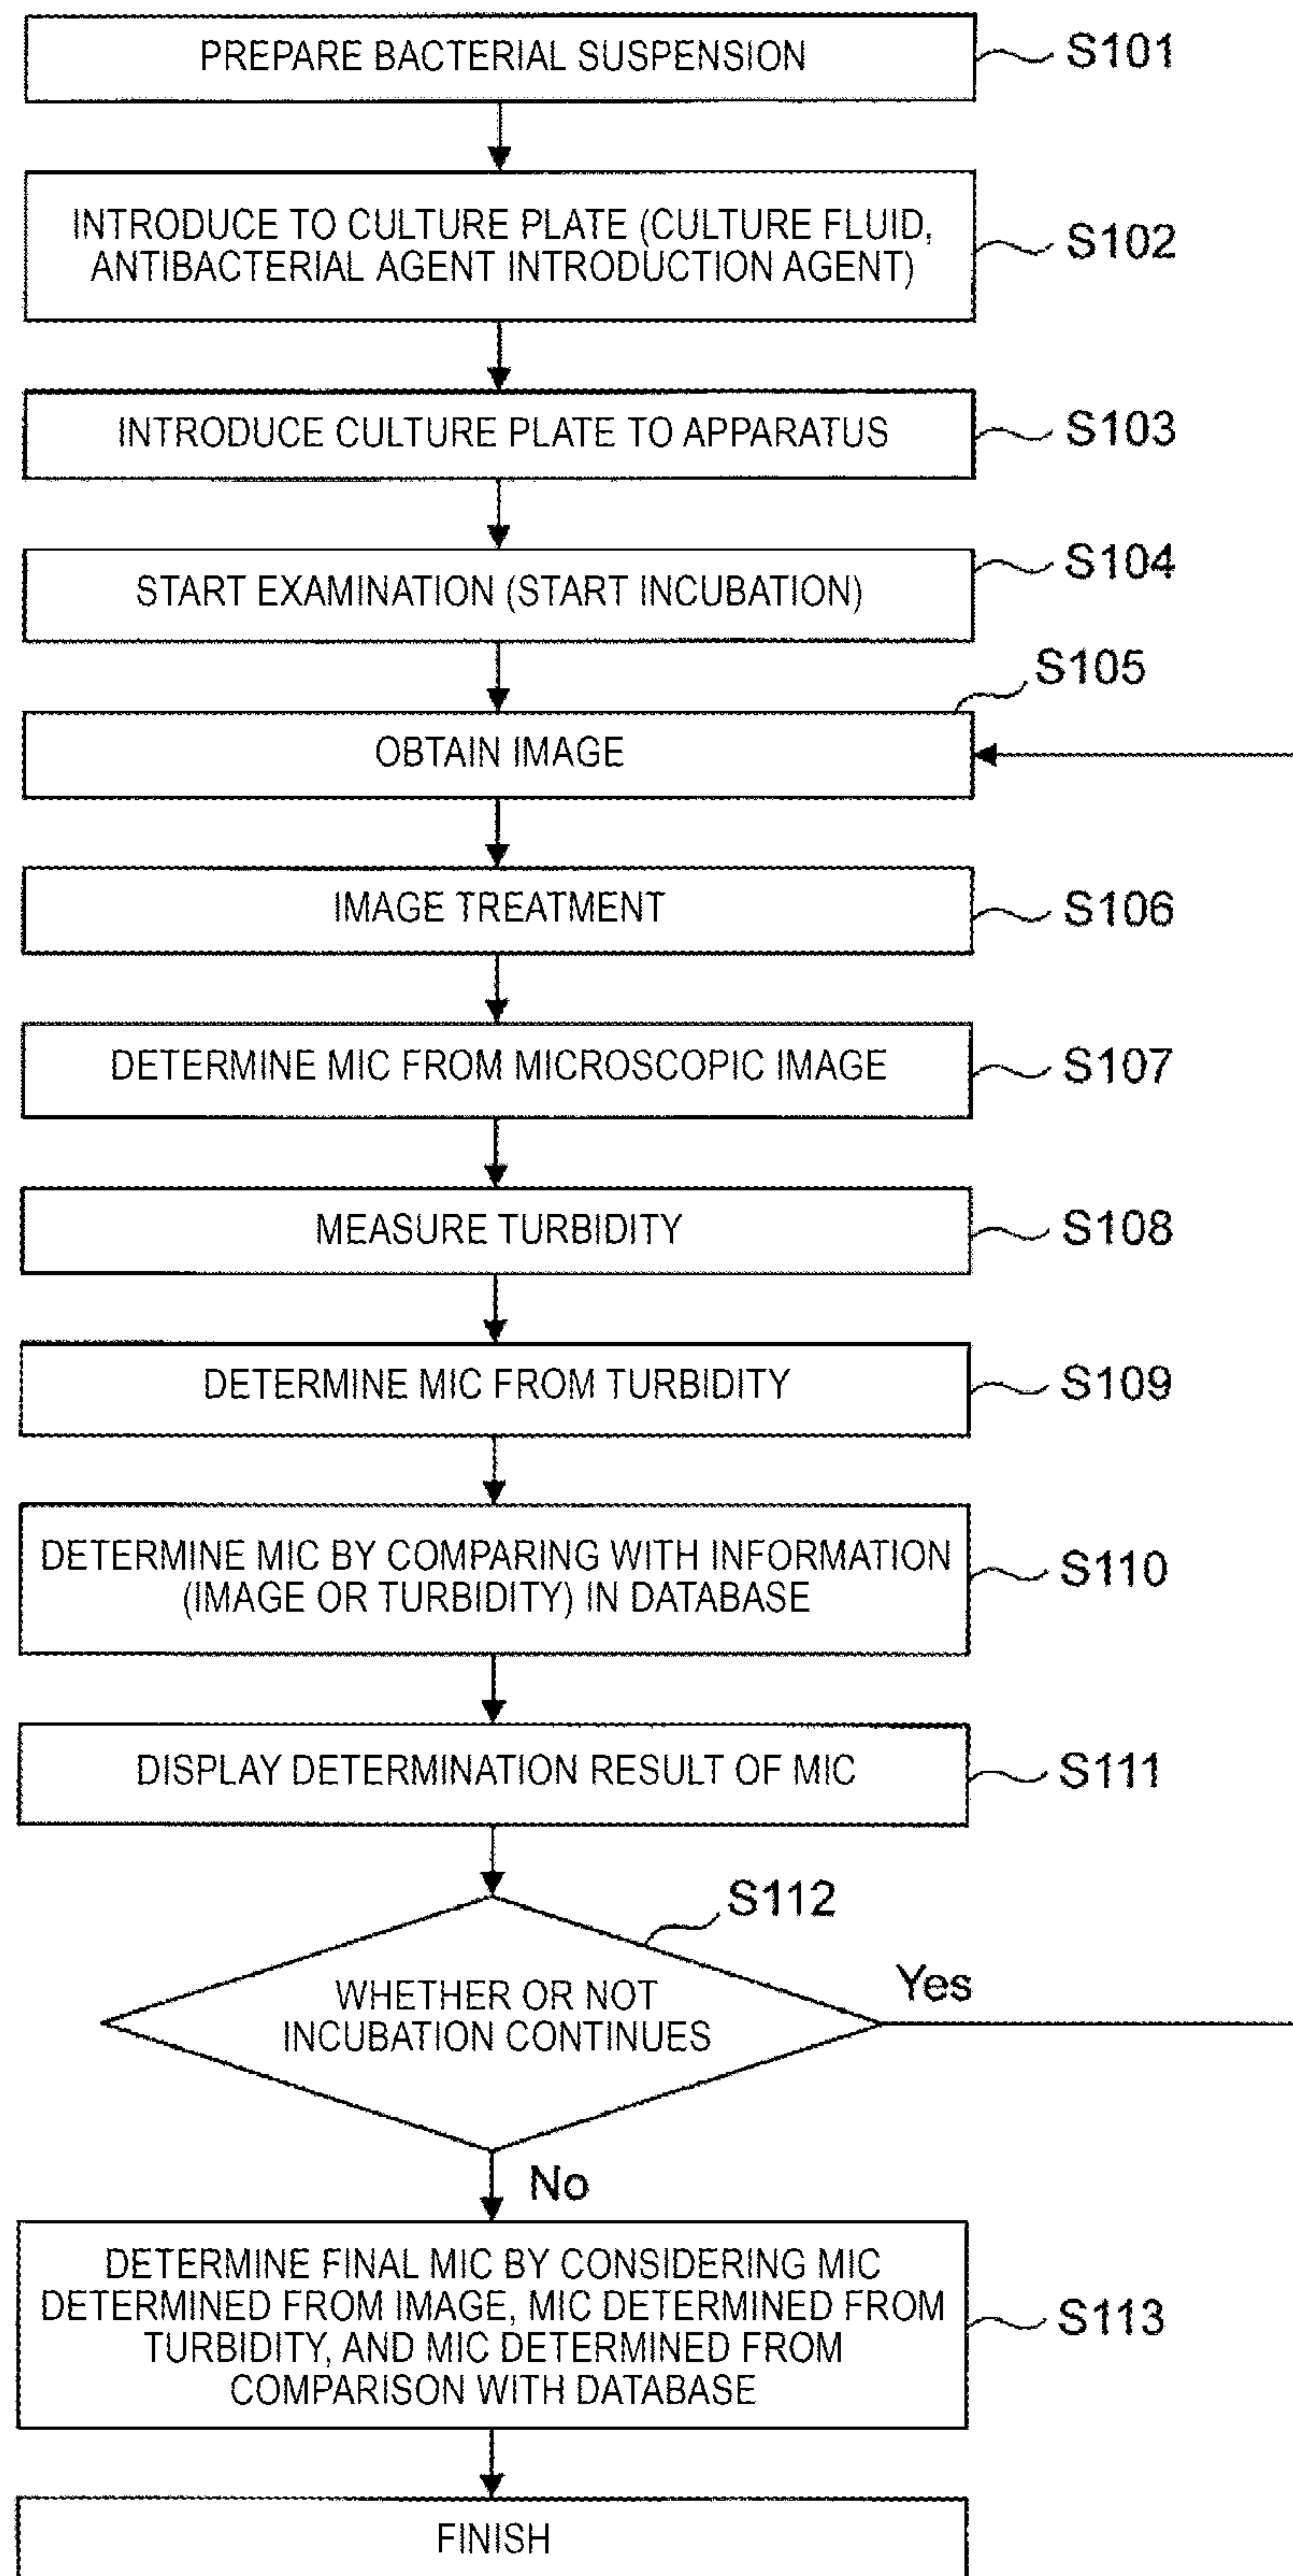 PREPARE BACTERIAL SUSPENSION
S101
INTRODUCE TO CULTURE PLATE (CULTURE FLUID,
ANTIBACTERIAL AGENT INTRODUCTION AGENT)
S102
INTRODUCE CULTURE PLATE TO APPARATUS
S103
START EXAMINATION (START INCUBATION)
S104
S105
OBTAIN IMAGE
IMAGE TREATMENT
S106
DETERMINE MIC FROM MICROSCOPIC IMAGE
S107
MEASURE TURBIDITY
S108
DETERMINE MIC FROM TURBIDITY
S109
DETERMINE MIC BY COMPARING WITH INFORMATION
(IMAGE OR TURBIDITY) IN DATABASE
S110
DISPLAY DETERMINATION RESULT OF MIC
S111
S112
WHETHER OR NOT
INCUBATION CONTINUES
Yes
No
DETERMINE FINAL MIC BY CONSIDERING MIC
DETERMINED FROM IMAGE, MIC DETERMINED FROM
TURBIDITY, AND MIC DETERMINED FROM
COMPARISON WITH DATABASE
S113
FINISH